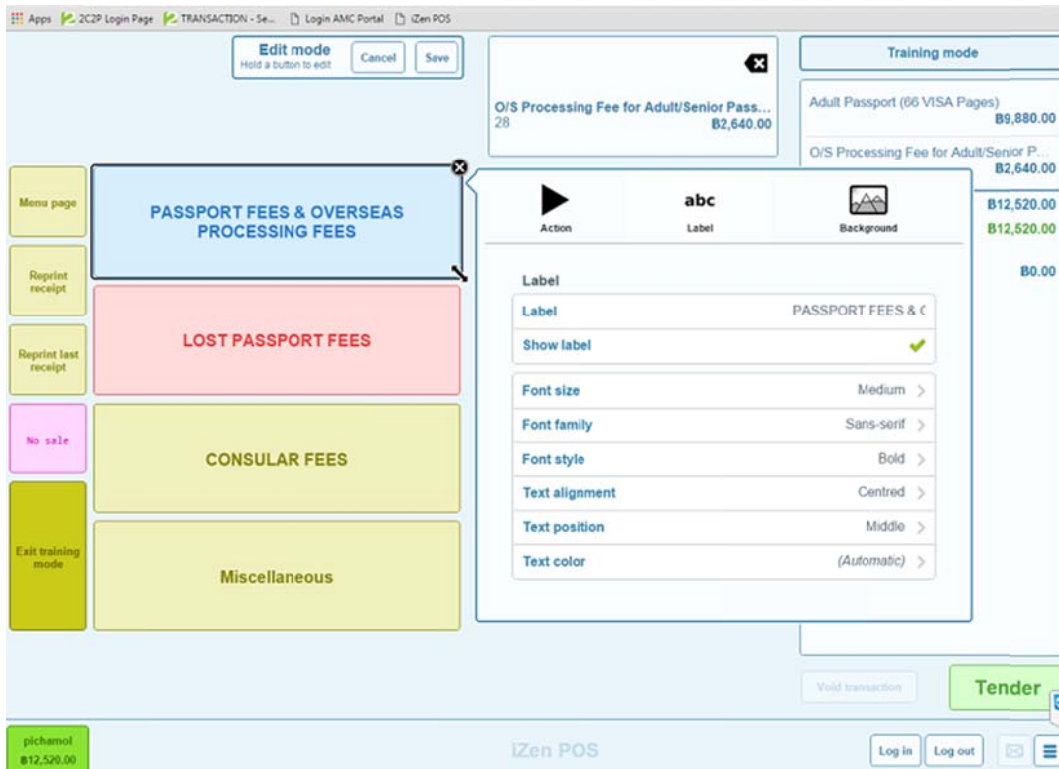 Apps 2C2P Login Page TRANSACTION - Se... Login AMC Portal iZen POS
Edit mode
Hold a button to edit
Cancel
Save
O/S Processing Fee for Adult/Senior Pass...
28 ฿2,640.00
Training mode
Adult Passport (66 VISA Pages)
฿9,880.00
O/S Processing Fee for Adult/Senior P...
฿2,640.00
฿12,520.00
฿12,520.00
฿0.00
Menu page
Reprint
receipt
Reprint last
receipt
No sale
Exit training
mode
PASSPORT FEES & OVERSEAS
PROCESSING FEES
LOST PASSPORT FEES
CONSULAR FEES
Miscellaneous
Action
abc
Label
Background
Label
Label PASSPORT FEES & C
Show label
Font size Medium
Font family Sans-serif
Font style Bold
Text alignment Centred
Text position Middle
Text color (Automatic)
Void transaction
Tender
pichamol
฿12,520.00
iZen POS
Log in
Log out